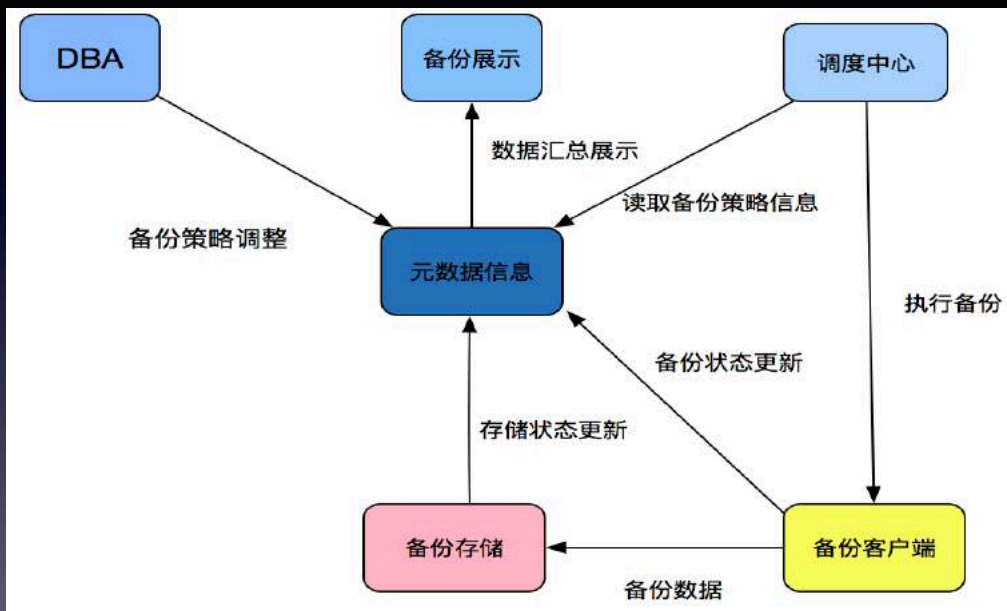 DBA
备份展示
调度中心
数据汇总展示
读取备份策略信息
备份策略调整
元数据信息
执行备份
备份状态更新
存储状态更新
备份存储
备份客户端
备份数据